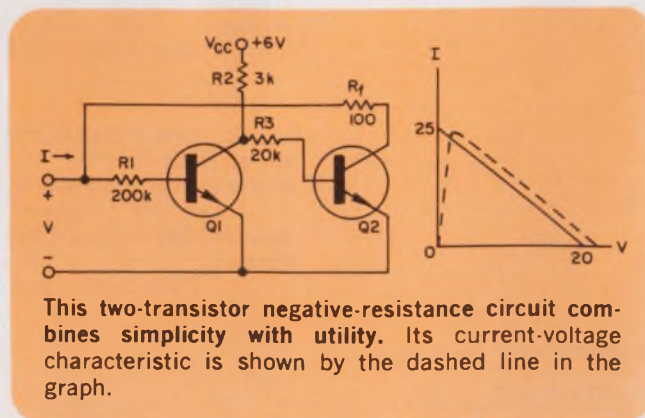 VCC +6V
R2 3k
Rf
100
R3
20k
I→
R1
200k
+
V
−
Q1
Q2
I
25
0
20
V
This two-transistor negative-resistance circuit com-
bines simplicity with utility. Its current-voltage
characteristic is shown by the dashed line in the
graph.